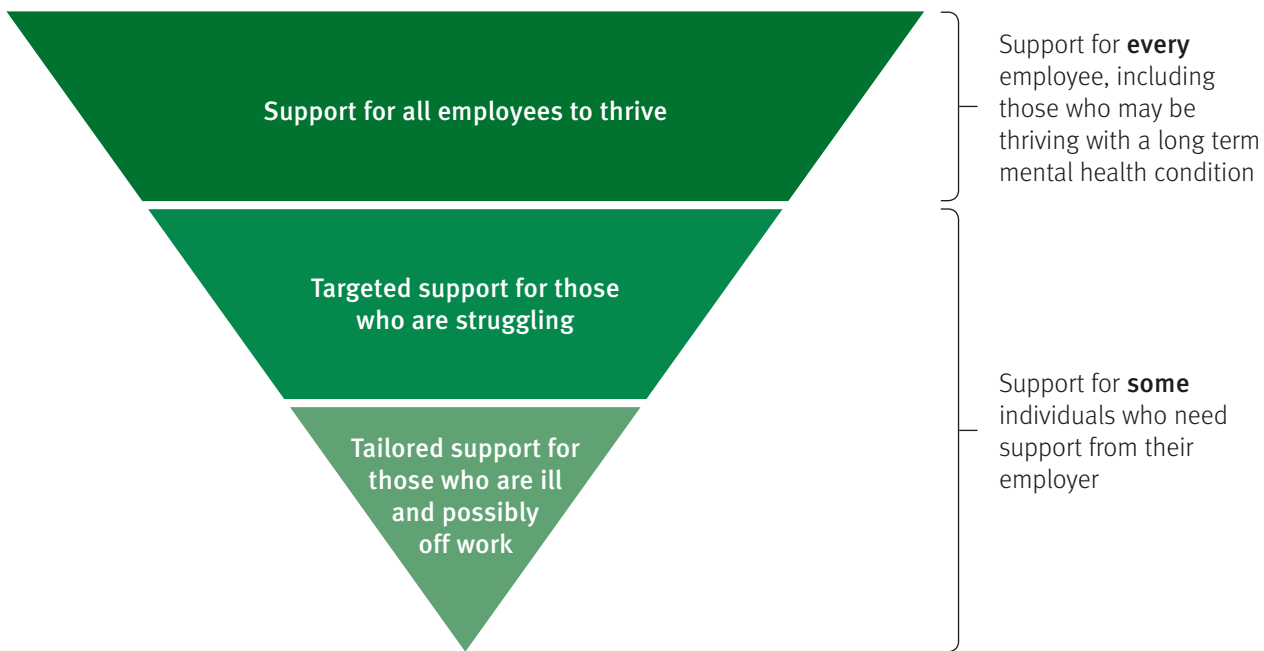 Support for all employees to thrive
Support for every
employee, including
those who may be
thriving with a long term
mental health condition
Targeted support for those
who are struggling
Tailored support for
those who are ill
and possibly
off work
Support for some
individuals who need
support from their
employer